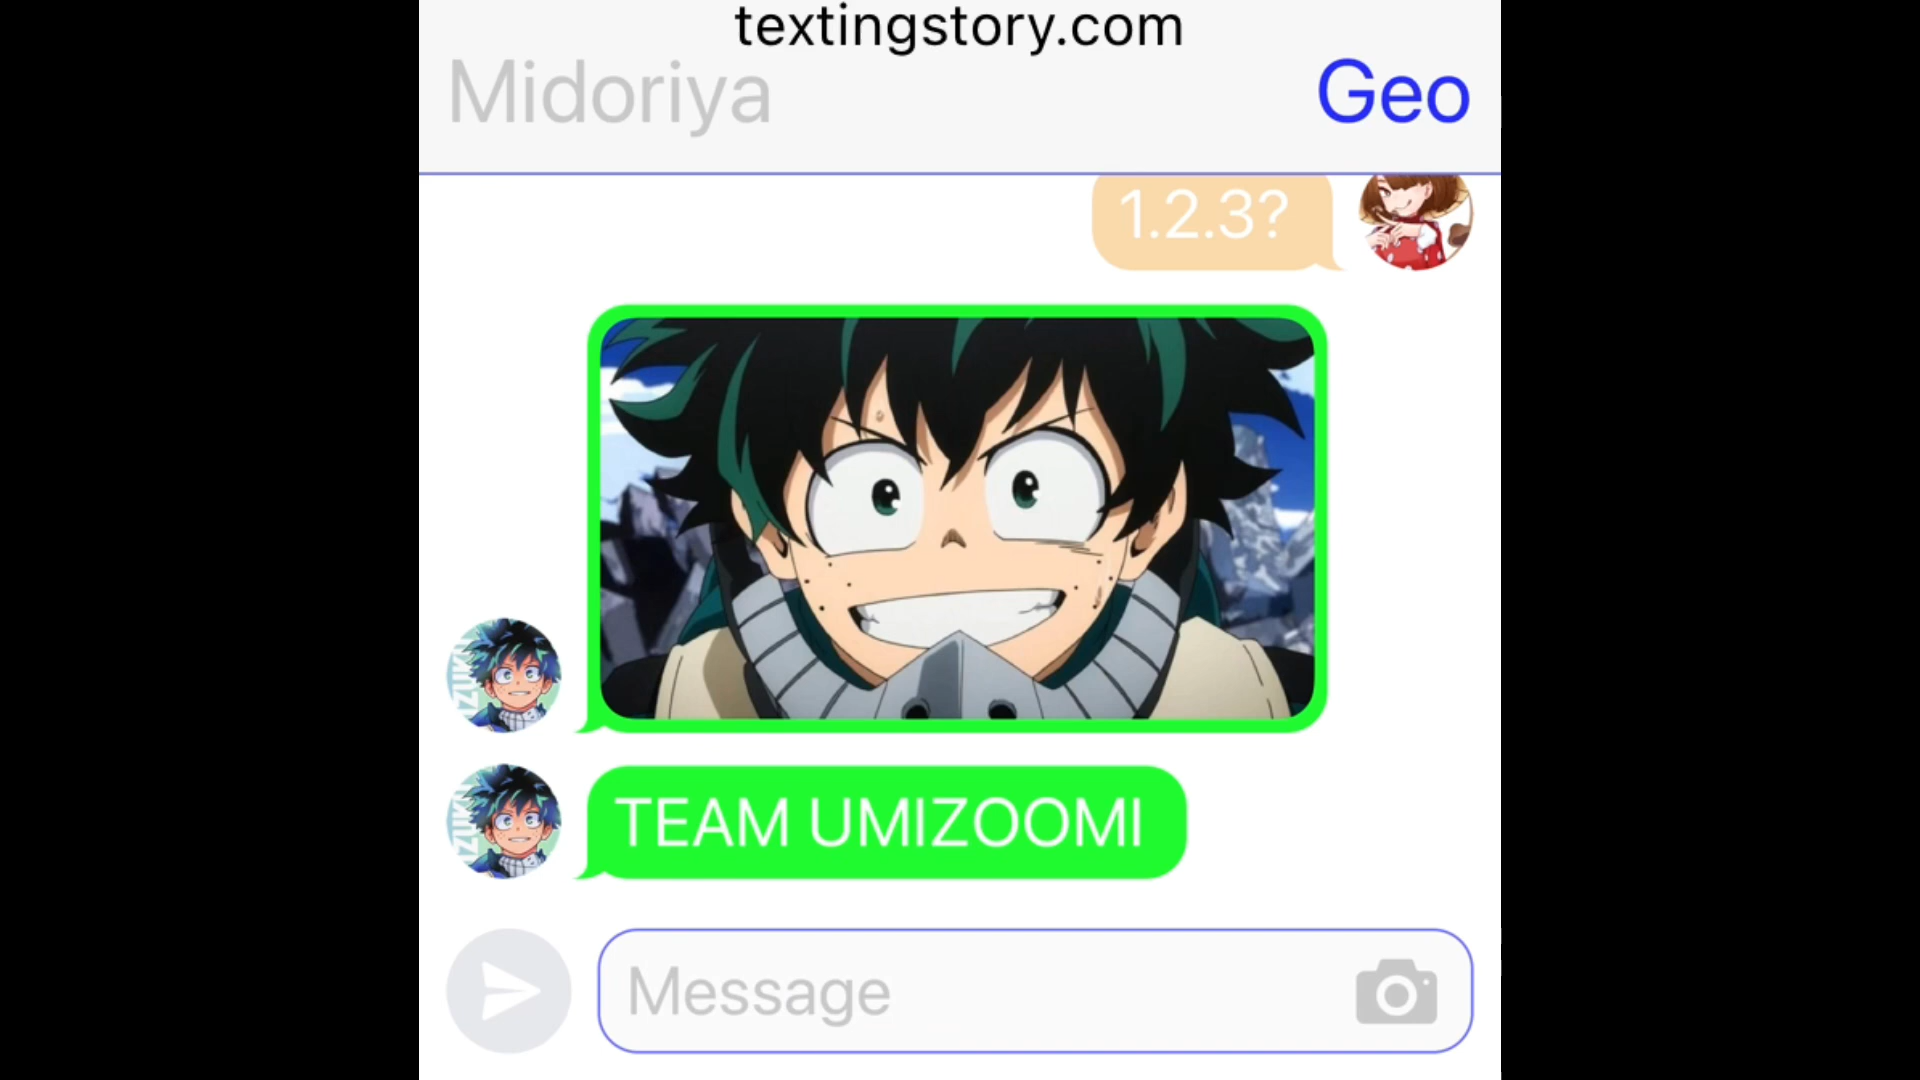 textingstory.com
Midoriya
Geo
1.2.3?
TEAM UMIZOOMI
Message